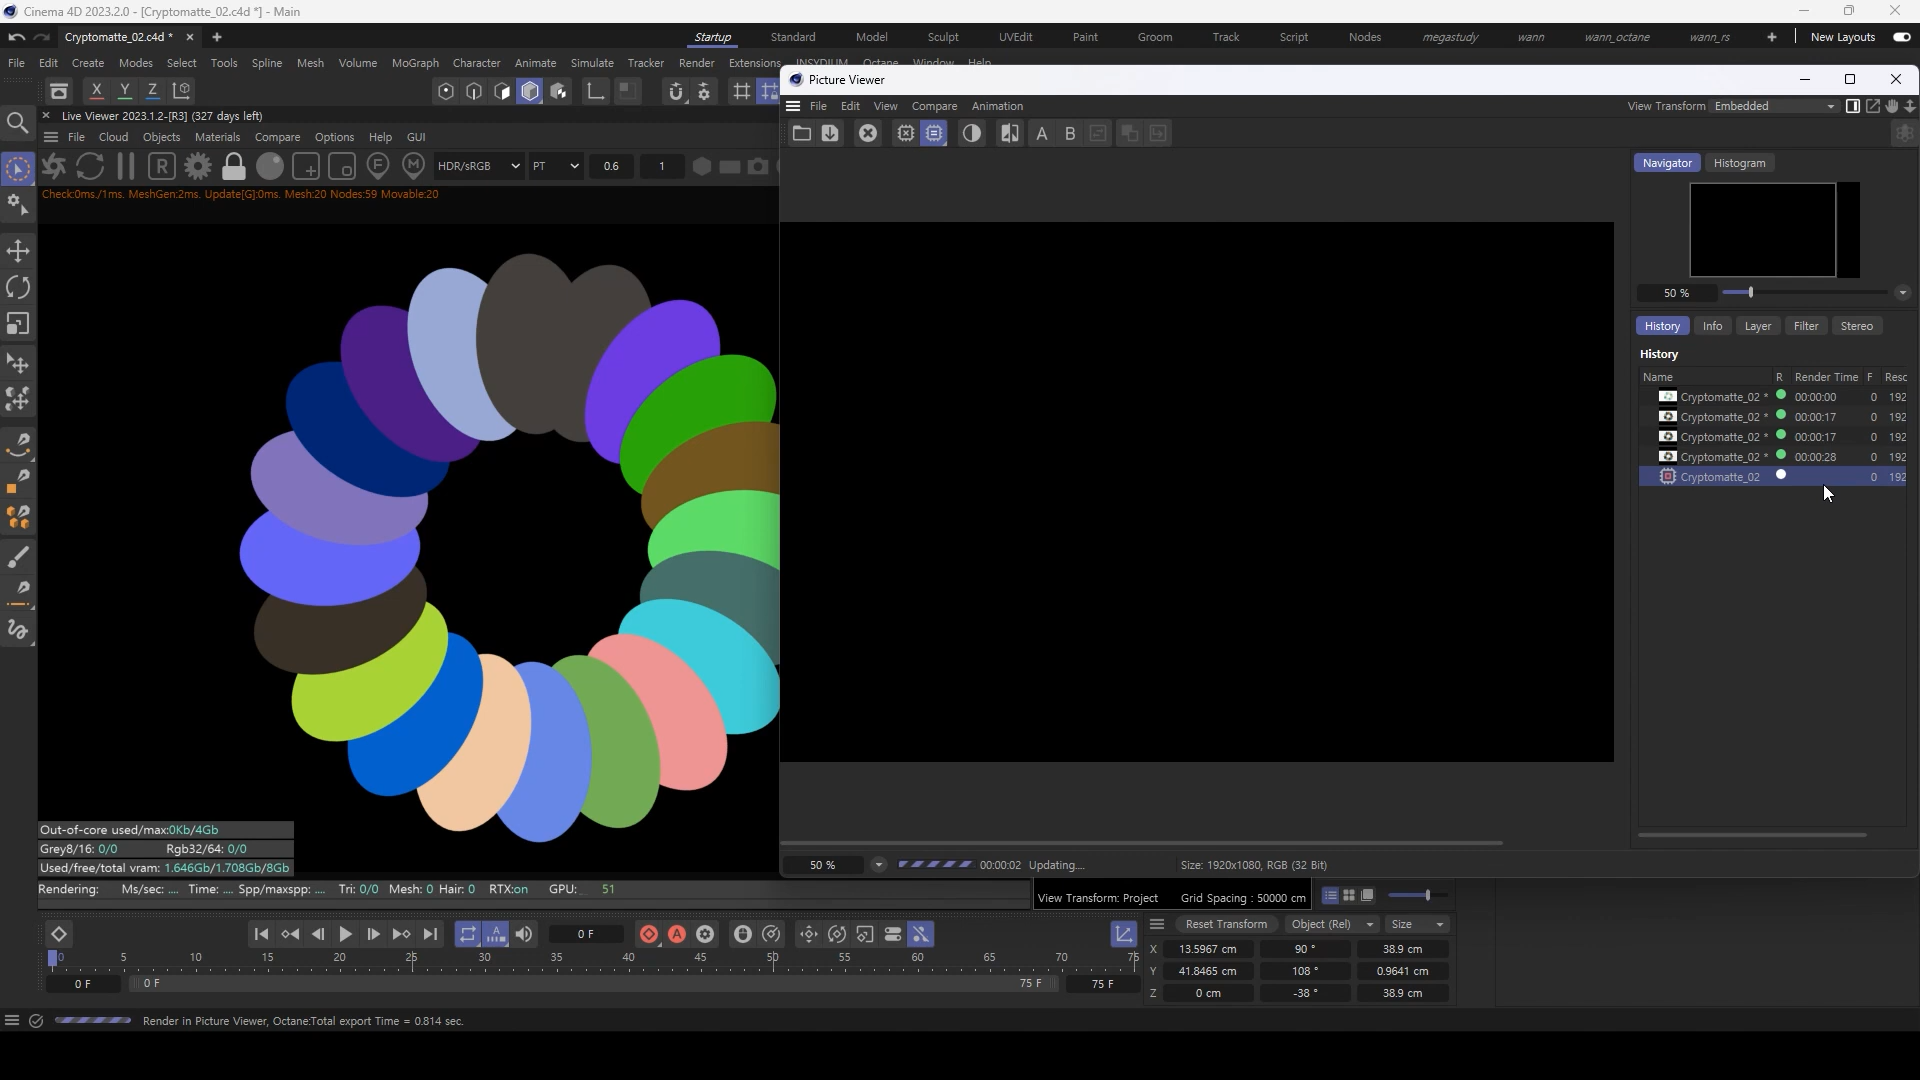 Cinema 4D 2023.2.0 - [Cryptomatte_02.c4d *] - Main
Cryptomatte_02.c4d *
Startup Standard Model Sculpt UVEdit Paint Groom Track Script Nodes megastudy wann wann_octane wann_rs New Layouts
File Edit Create Modes Select Tools Spline Mesh Volume MoGraph Character Animate Simulate Tracker Render Extensions INSYDIUM Octane Window Help
X Y Z
Live Viewer 2023.1.2-[R3] (327 days left)
File Cloud Objects Materials Compare Options Help GUI
R F M HDR/sRGB PT 0.6 1
Check:0ms./1ms. MeshGen:2ms. Update[G]:0ms. Mesh:20 Nodes:59 Movable:20
Picture Viewer
File Edit View Compare Animation View Transform Embedded
A B
Navigator Histogram
50 %
History Info Layer Filter Stereo
History
Name R Render Time F Resc
Cryptomatte_02 * 00:00:00 0 192
Cryptomatte_02 * 00:00:17 0 192
Cryptomatte_02 * 00:00:17 0 192
Cryptomatte_02 * 00:00:28 0 192
Cryptomatte_02 0 192
50 % 00:00:02 Updating.... Size: 1920x1080, RGB (32 Bit)
Out-of-core used/max:0Kb/4Gb
Grey8/16: 0/0 Rgb32/64: 0/0
Used/free/total vram: 1.646Gb/1.708Gb/8Gb
Rendering: Ms/sec: .... Time: .... Spp/maxspp: .... Tri: 0/0 Mesh: 0 Hair: 0 RTX:on GPU: 51
View Transform: Project Grid Spacing : 50000 cm
A 0 F A
Reset Transform Object (Rel) Size
X 13.5967 cm 90 ° 38.9 cm
Y 41.8465 cm 108 ° 0.9641 cm
Z 0 cm -38 ° 38.9 cm
0 5 10 15 20 25 30 35 40 45 50 55 60 65 70 75
0 F 0 F 75 F 75 F
Render in Picture Viewer, Octane:Total export Time = 0.814 sec.